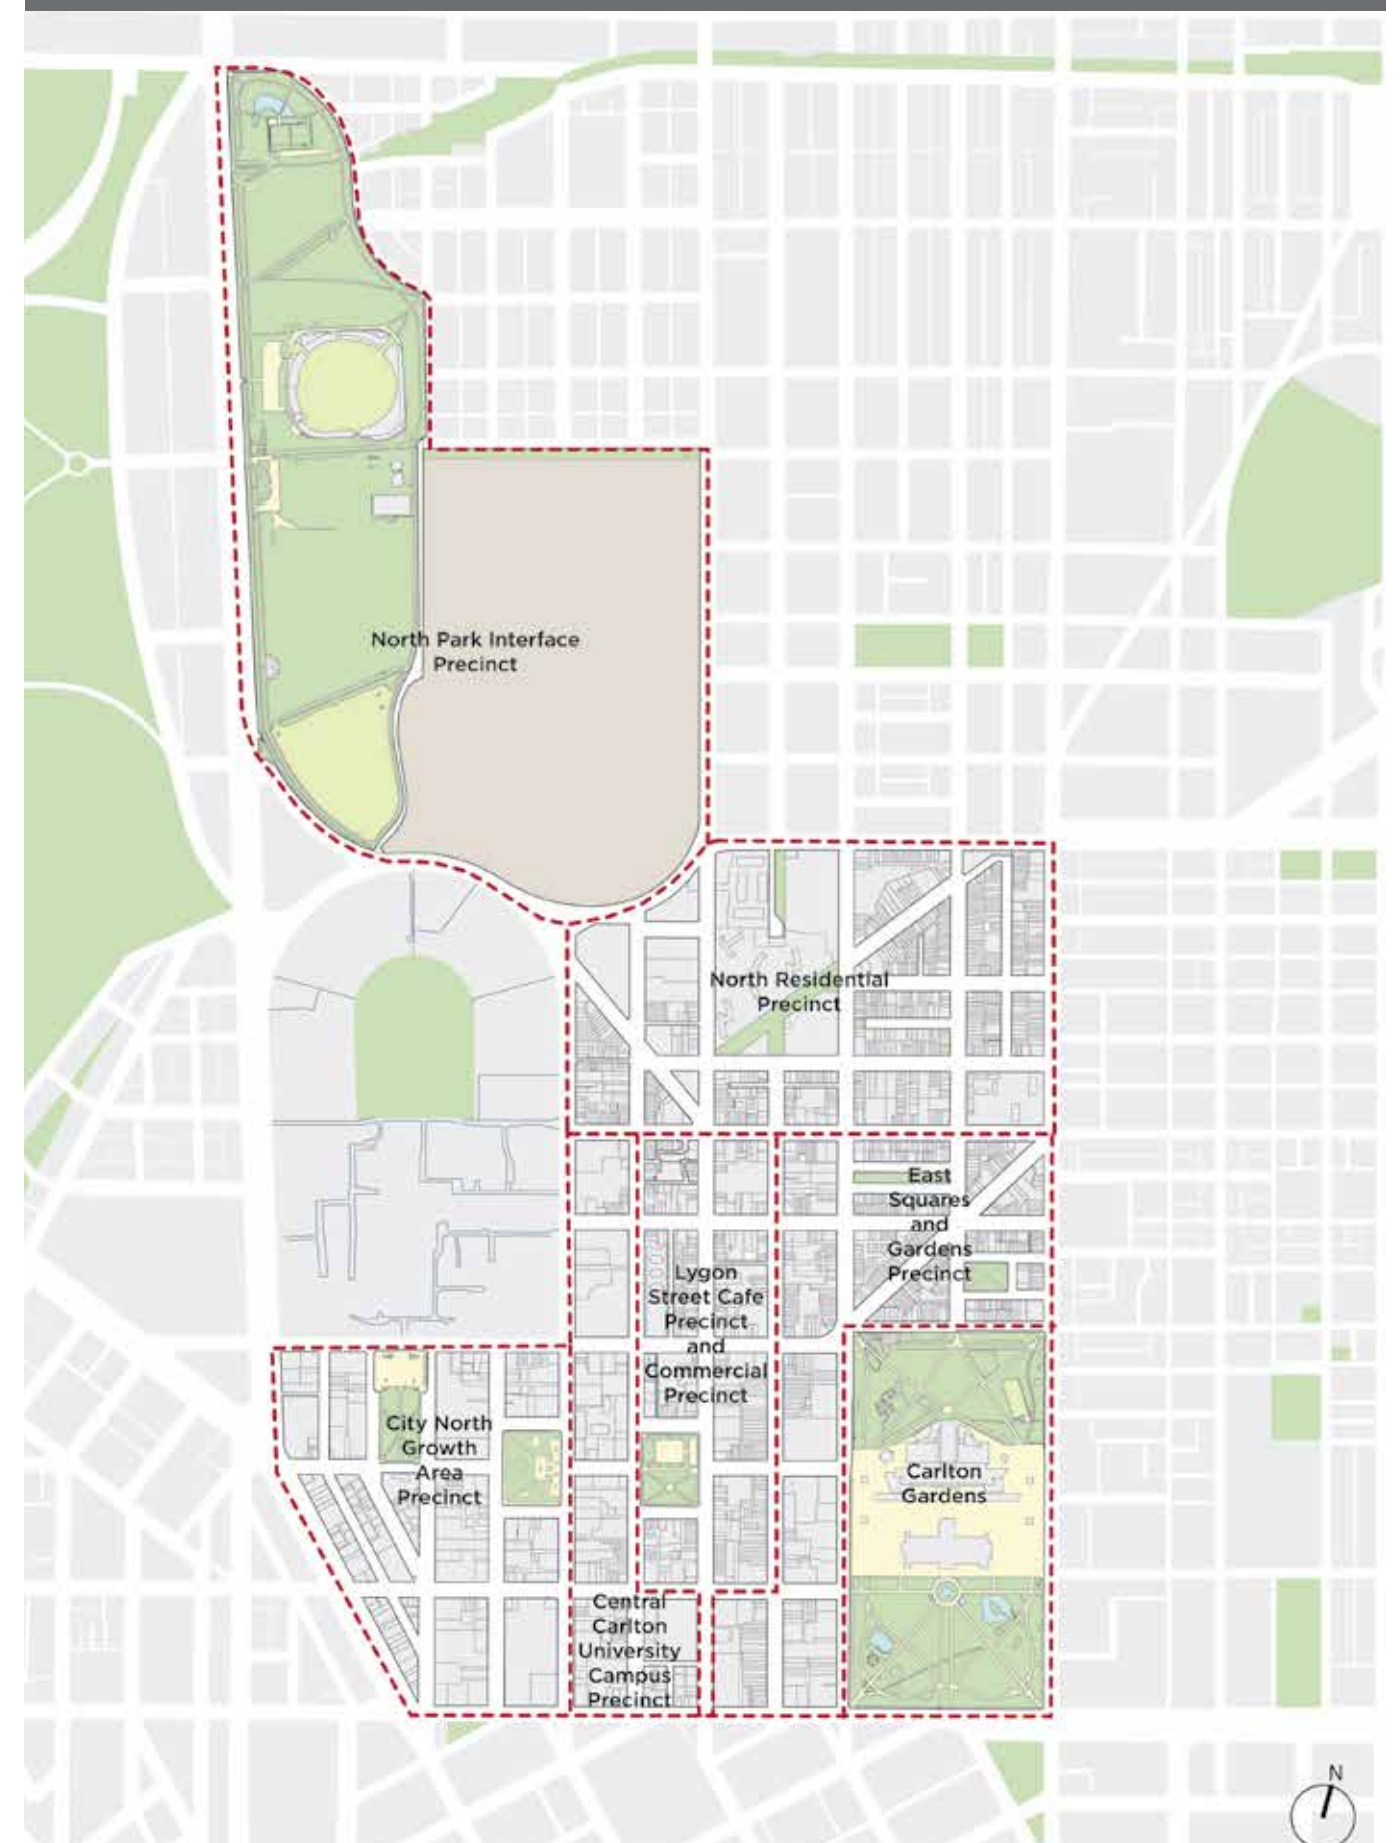 North Park Interface
Precinct
North Residential
Precinct
East
Squares
and
Gardens
Precinct
Lygon
Street Cafe
Precinct
and
Commercial
Precinct
City North
Growth
Area
Precinct
Carlton
Gardens
Central
Carlton
University
Campus
Precinct
N